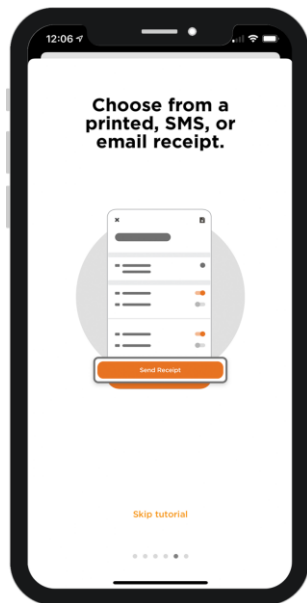 12:06
Choose from a
printed, SMS, or
email receipt.
Send Receipt
Skip tutorial